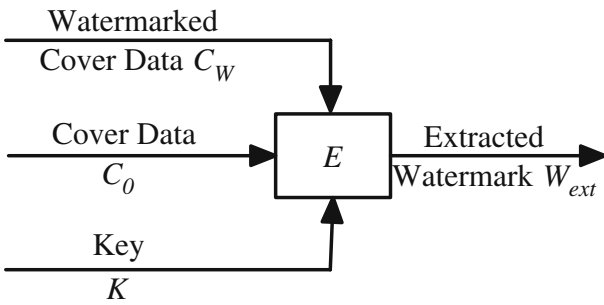 Watermarked
Cover Data C_W
Cover Data
C_0
E
Extracted
Watermark W_ext
Key
K